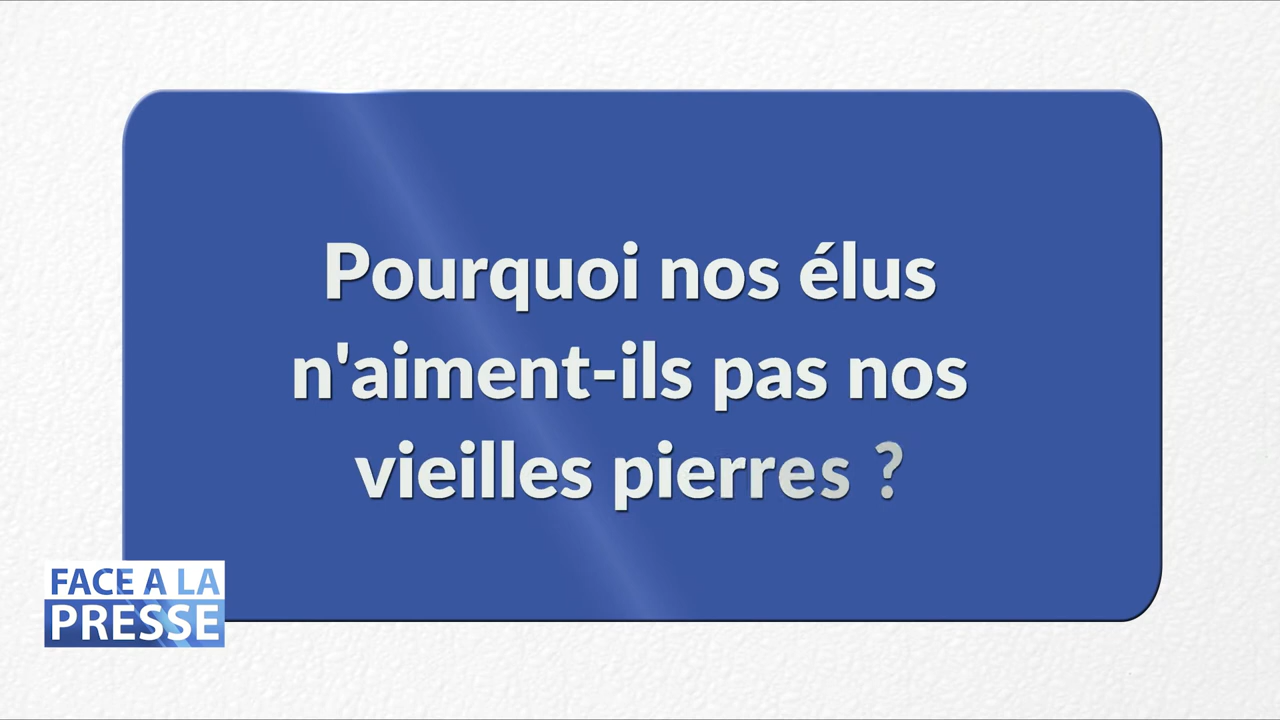 Pourquoi nos élus
n'aiment-ils pas nos
vieilles pierres ?
FACE A LA
PRESSE